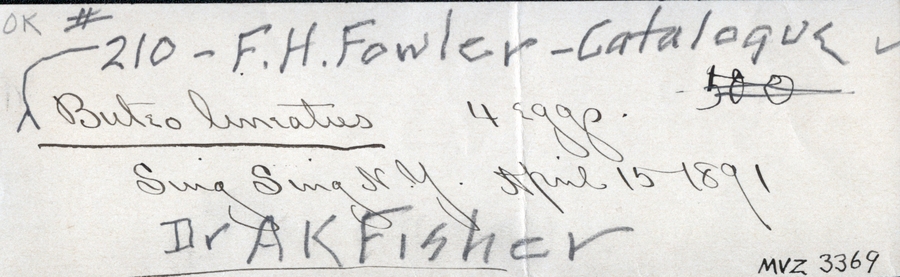 OK # 210 - F.H. Fowler - Catalogue ✓
500
Buteo lineatus 4 eggs.
Sing Sing N.Y. April 15 1891
Dr A K Fisher
MVZ 3369